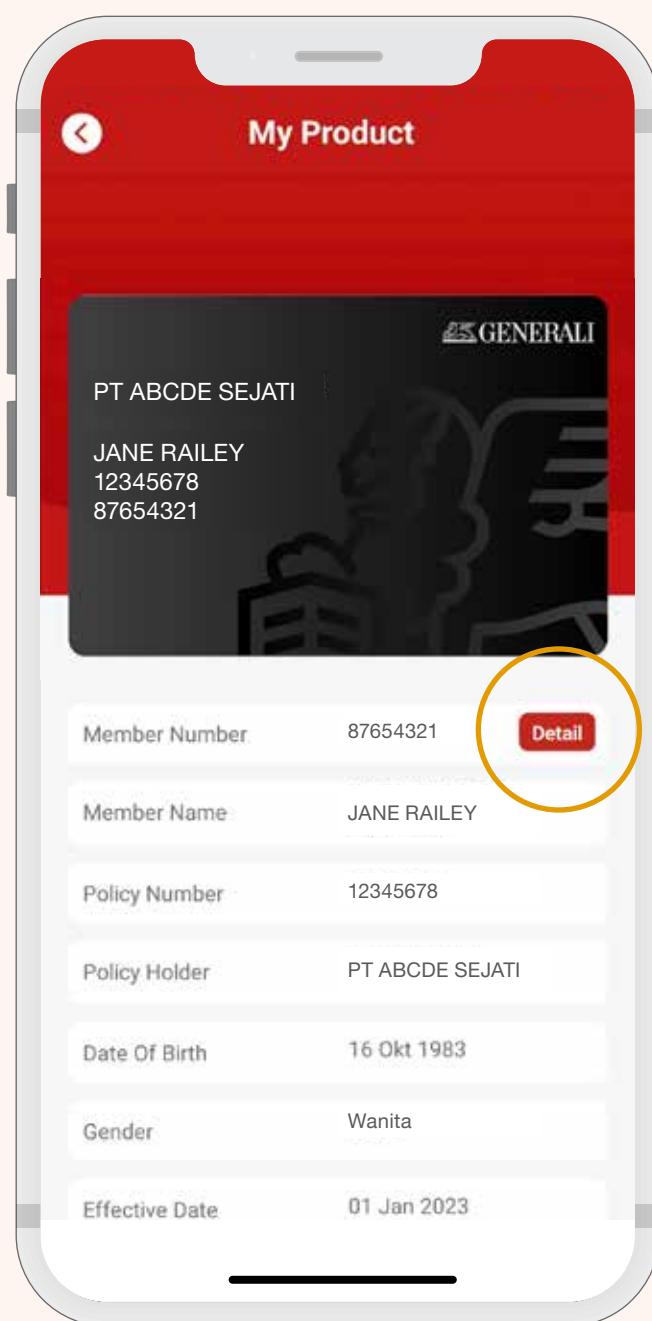 My Product
GENERALI
PT ABCDE SEJATI
JANE RAILEY
12345678
87654321
Member Number 87654321 Detail
Member Name JANE RAILEY
Policy Number 12345678
Policy Holder PT ABCDE SEJATI
Date Of Birth 16 Okt 1983
Gender Wanita
Effective Date 01 Jan 2023